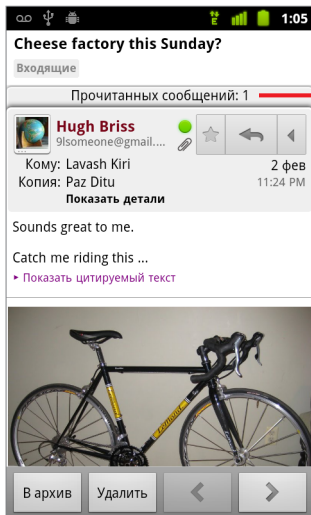 1:05
Cheese factory this Sunday?
Входящие
Прочитанных сообщений: 1
Hugh Briss
9lsomeone@gmail....
Кому: Lavash Kiri
2 фев
Копия: Paz Ditu
11:24 PM
Показать детали
Sounds great to me.
Catch me riding this ...
▸ Показать цитируемый текст
В архив
Удалить